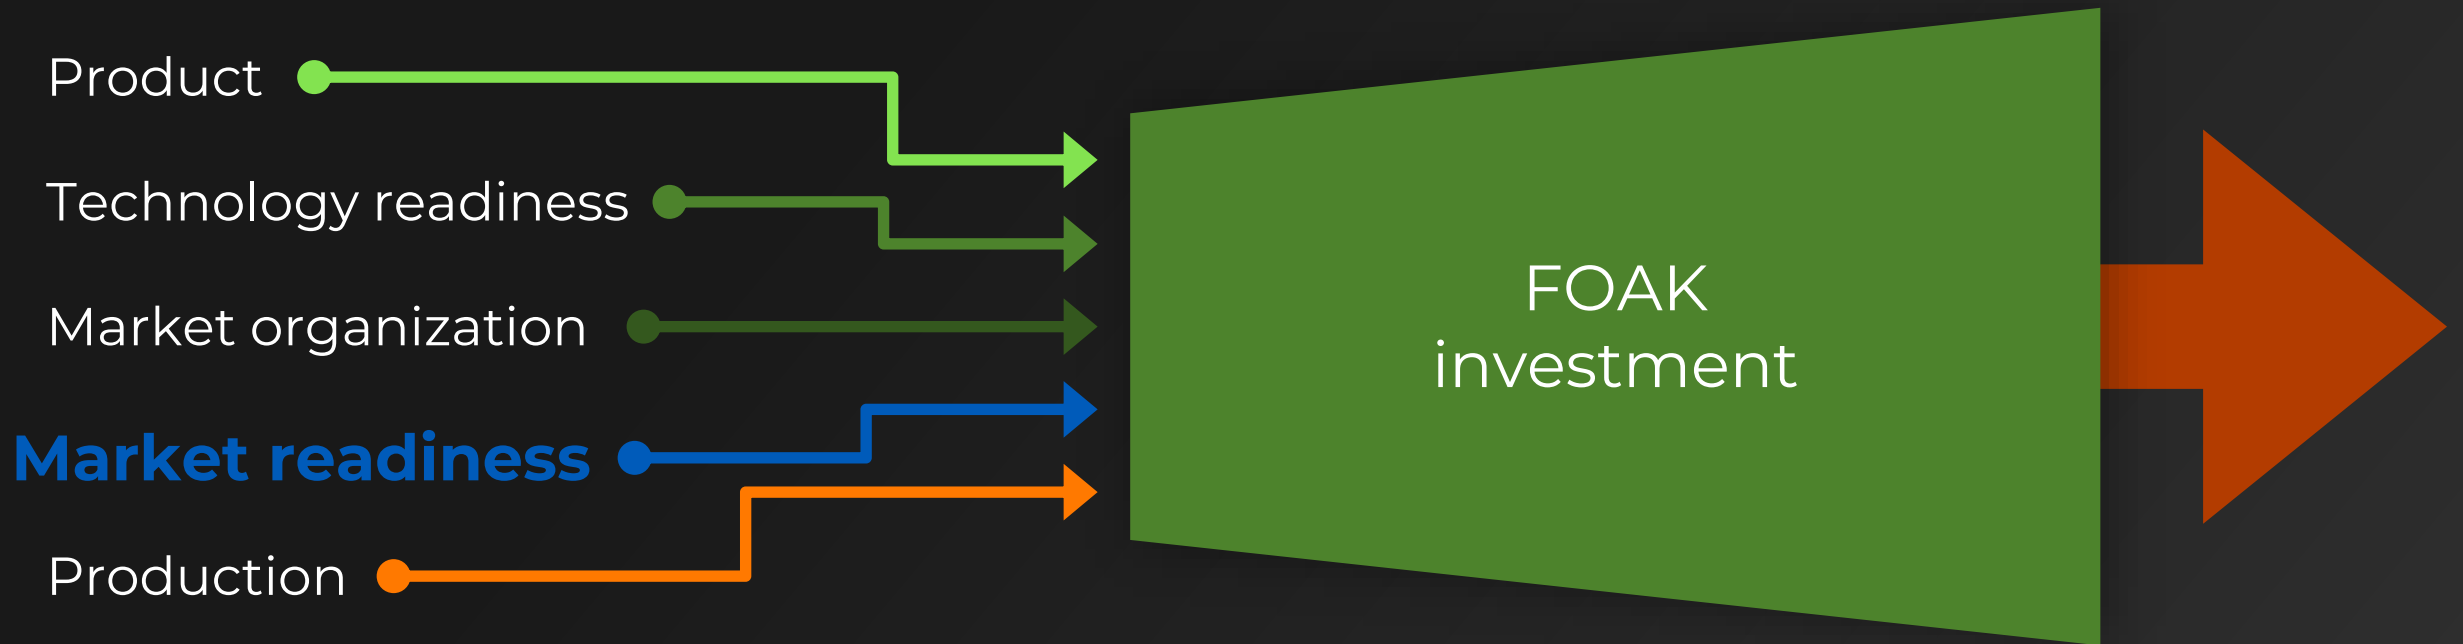 Product
Technology readiness
Market organization
Market readiness
Production
FOAK
investment